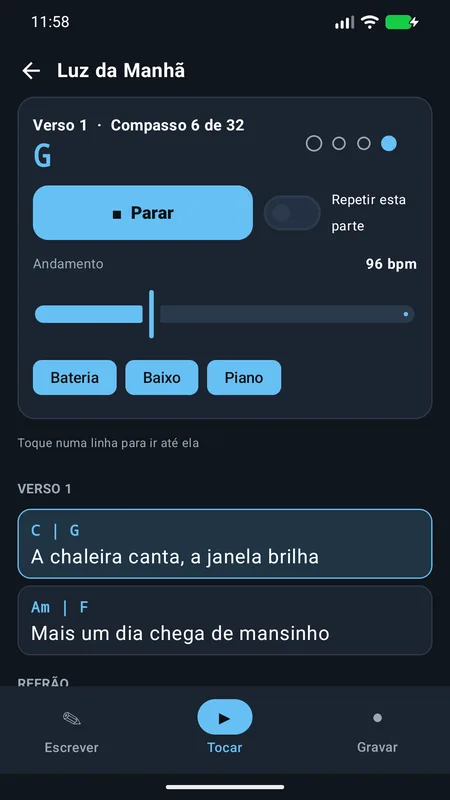 11:58
Luz da Manhã
Verso 1 · Compasso 6 de 32
G
Parar
Repetir esta
parte
Andamento
96 bpm
Bateria
Baixo
Piano
Toque numa linha para ir até ela
VERSO 1
C | G
A chaleira canta, a janela brilha
Am | F
Mais um dia chega de mansinho
REFRÃO
Escrever
Tocar
Gravar